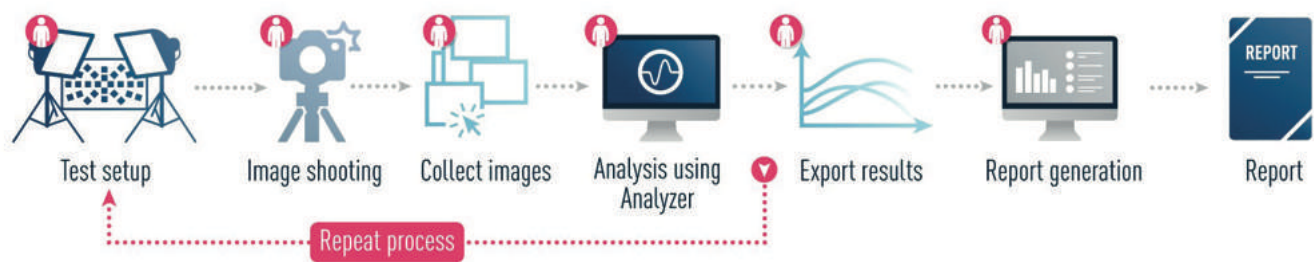 REPORT
Test setup
Image shooting
Collect images
Analysis using
Analyzer
Export results
Report generation
Report
Repeat process